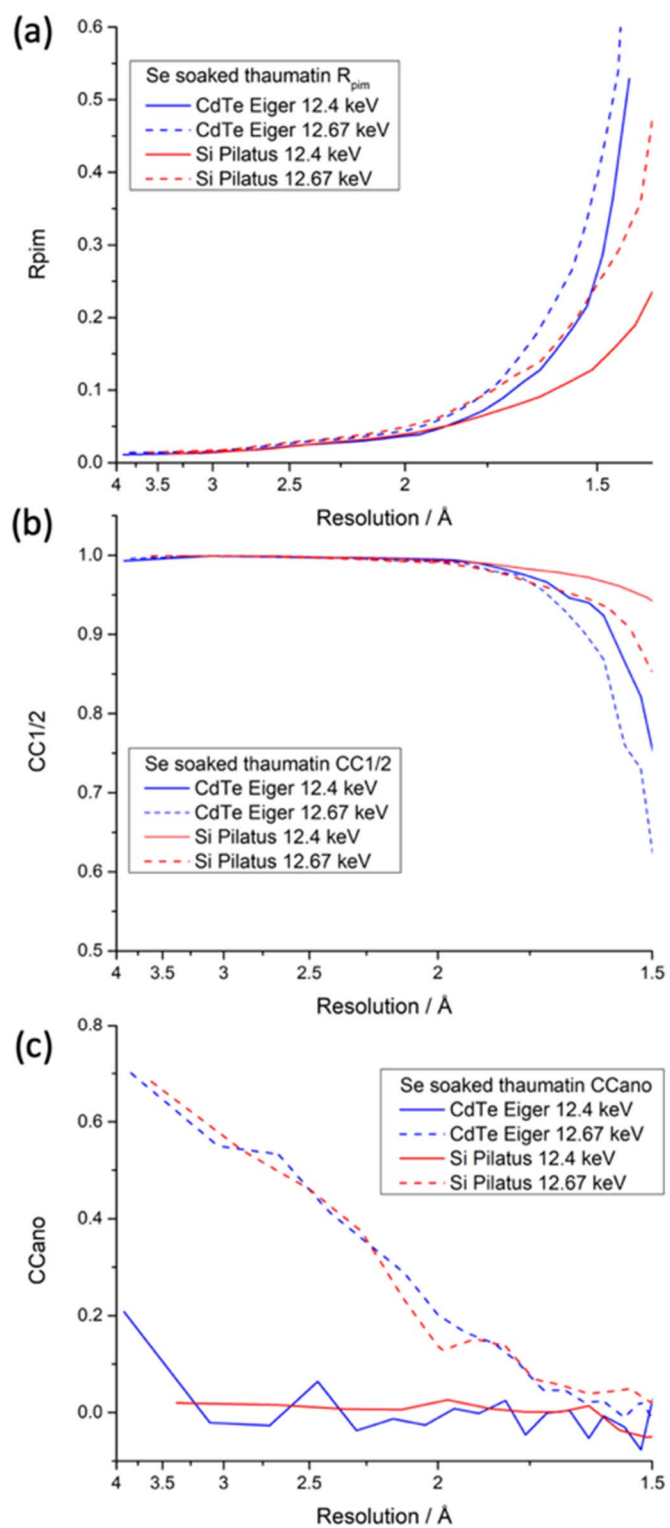 (a)
0.6
Se soaked thaumatin Rpim
CdTe Eiger 12.4 keV
CdTe Eiger 12.67 keV
Si Pilatus 12.4 keV
Si Pilatus 12.67 keV
0.5
0.4
0.3
0.2
0.1
0.0
Rpim
4 3.5 3 2.5 2 1.5
Resolution / Å
(b)
1.0
0.9
0.8
0.7
0.6
0.5
CC1/2
Se soaked thaumatin CC1/2
CdTe Eiger 12.4 keV
CdTe Eiger 12.67 keV
Si Pilatus 12.4 keV
Si Pilatus 12.67 keV
4 3.5 3 2.5 2 1.5
Resolution / Å
(c)
0.8
0.6
0.4
0.2
0.0
CCano
Se soaked thaumatin CCano
CdTe Eiger 12.4 keV
CdTe Eiger 12.67 keV
Si Pilatus 12.4 keV
Si Pilatus 12.67 keV
4 3.5 3 2.5 2 1.5
Resolution / Å